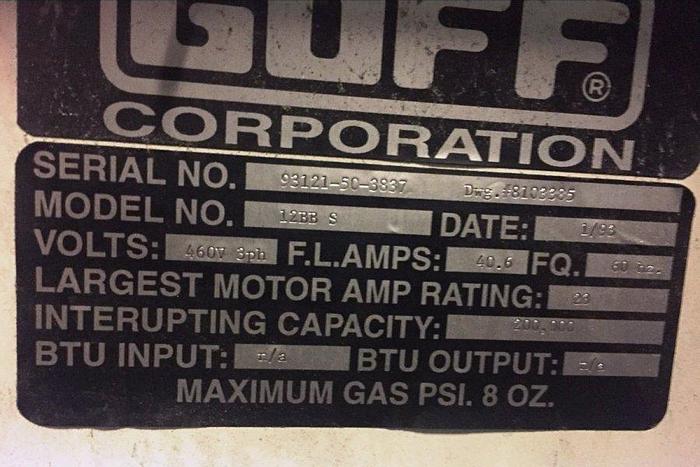 GOFF ®
CORPORATION
SERIAL NO. 93121-50-3837 Dwg.#8103335
MODEL NO. 12BB S DATE: 1/93
VOLTS: 460V 3ph F.L.AMPS: 40.6 FQ. 60 hz.
LARGEST MOTOR AMP RATING: 23
INTERUPTING CAPACITY: 200,000
BTU INPUT: n/a BTU OUTPUT: n/a
MAXIMUM GAS PSI. 8 OZ.